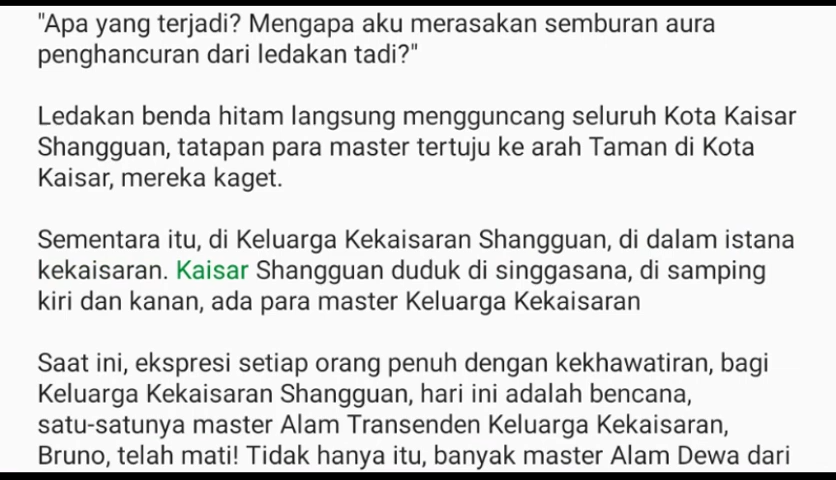 "Apa yang terjadi? Mengapa aku merasakan semburan aura
penghancuran dari ledakan tadi?"
Ledakan benda hitam langsung mengguncang seluruh Kota Kaisar
Shangguan, tatapan para master tertuju ke arah Taman di Kota
Kaisar, mereka kaget.
Sementara itu, di Keluarga Kekaisaran Shangguan, di dalam istana
kekaisaran. Kaisar Shangguan duduk di singgasana, di samping
kiri dan kanan, ada para master Keluarga Kekaisaran
Saat ini, ekspresi setiap orang penuh dengan kekhawatiran, bagi
Keluarga Kekaisaran Shangguan, hari ini adalah bencana,
satu-satunya master Alam Transenden Keluarga Kekaisaran,
Bruno, telah mati! Tidak hanya itu, banyak master Alam Dewa dari